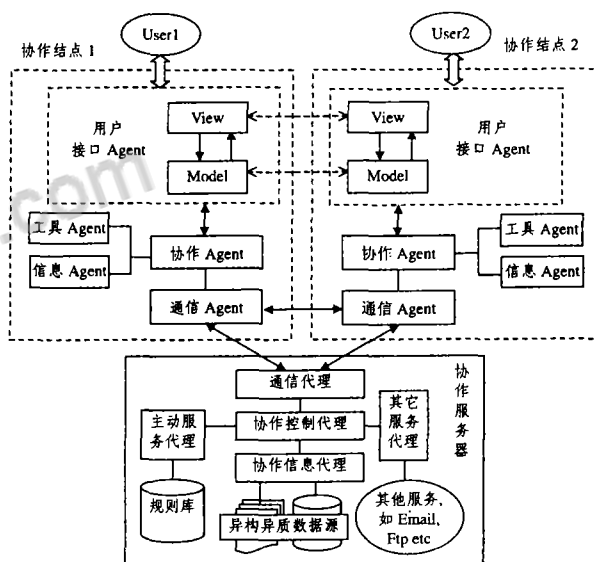 User1
User2
协作结点 1
协作结点 2
用户
接口 Agent
View
Model
View
Model
用户
接口 Agent
工具 Agent
信息 Agent
协作 Agent
通信 Agent
协作 Agent
通信 Agent
工具 Agent
信息 Agent
.com
协作服务器
通信代理
主动服
务代理
协作控制代理
其它
服务
代理
协作信息代理
规则库
异构异质数据源
其他服务,
如 Email,
Ftp etc